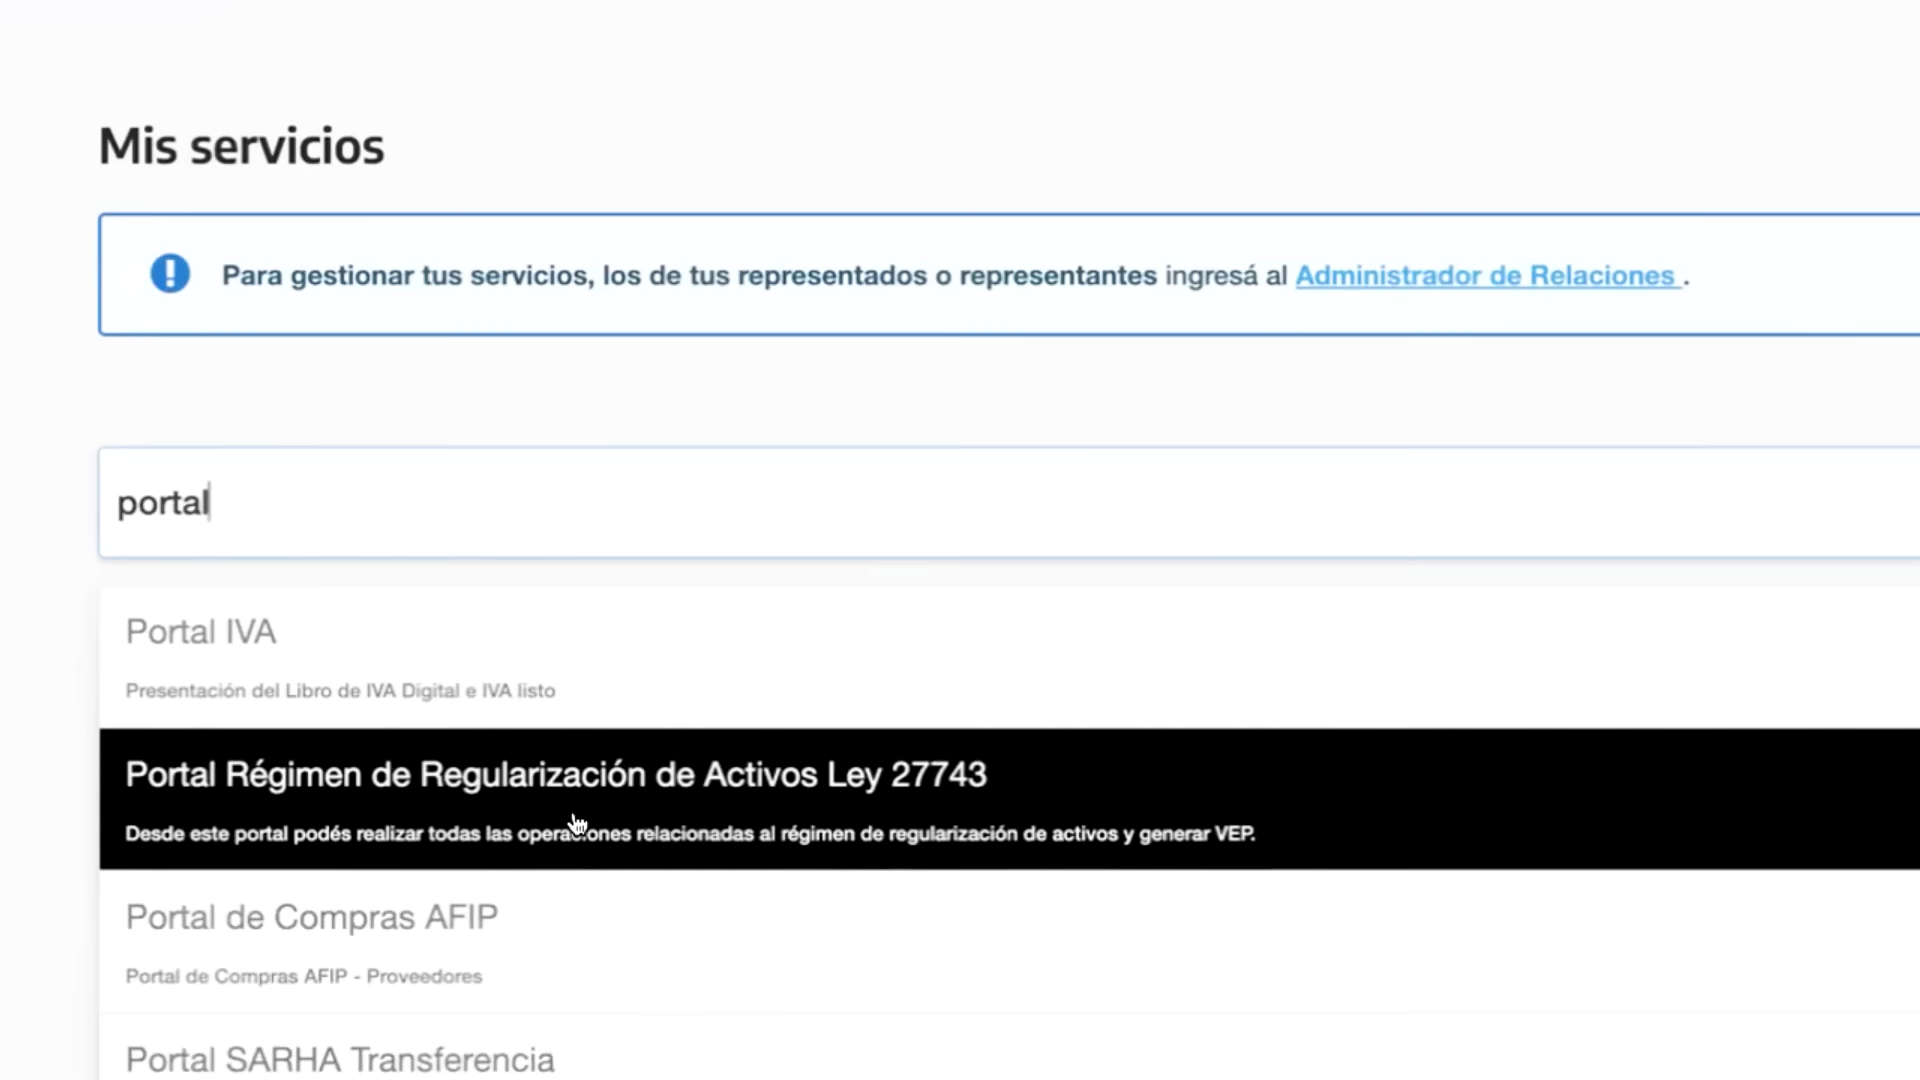 Mis servicios
Para gestionar tus servicios, los de tus representados o representantes ingresá al Administrador de Relaciones .
portal
Portal IVA
Presentación del Libro de IVA Digital e IVA listo
Portal Régimen de Regularización de Activos Ley 27743
Desde este portal podés realizar todas las operaciones relacionadas al régimen de regularización de activos y generar VEP.
Portal de Compras AFIP
Portal de Compras AFIP - Proveedores
Portal SARHA Transferencia